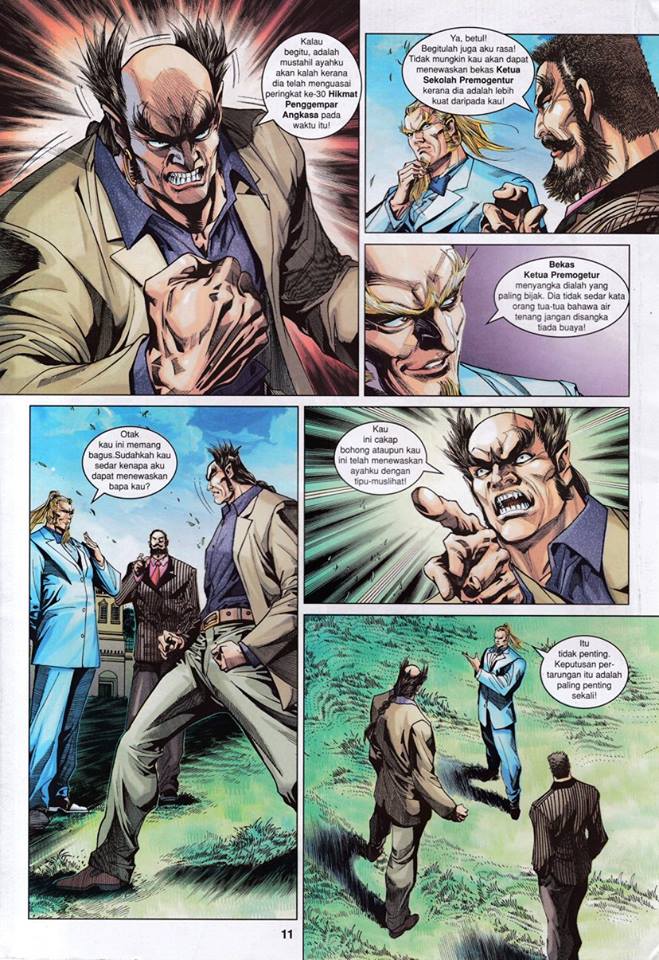 Kalau
begitu, adalah
mustahil ayahku
akan kalah kerana
dia telah menguasai
peringkat ke-30 Hikmat
Penggempar
Angkasa pada
waktu itu!
Ya, betul!
Begitulah juga aku rasa!
Tidak mungkin kau akan dapat
menewaskan bekas Ketua
Sekolah Premogentur
kerana dia adalah lebih
kuat daripada kau!
Bekas
Ketua Premogetur
menyangka dialah yang
paling bijak. Dia tidak sedar kata
orang tua-tua bahawa air
tenang jangan disangka
tiada buaya!
Otak
kau ini memang
bagus.Sudahkah kau
sedar kenapa aku
dapat menewaskan
bapa kau?
Kau
ini cakap
bohong ataupun kau
ini telah menewaskan
ayahku dengan
tipu-muslihat!
Itu
tidak penting.
Keputusan per-
tarungan itu adalah
paling penting
sekali!
11